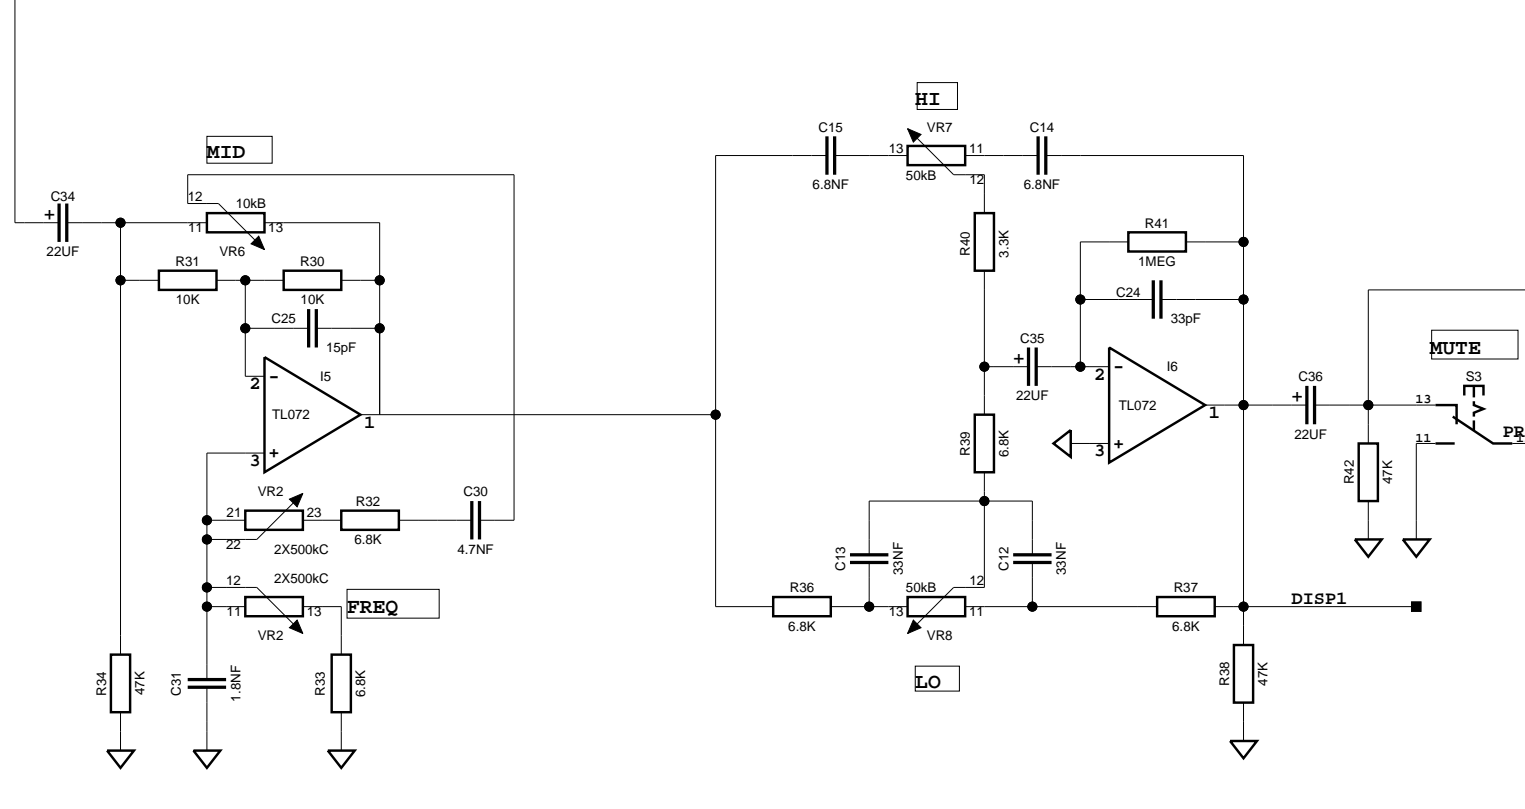 HI
C15
VR7
C14
13
11
50kB
12
6.8NF
6.8NF
MID
12
10kB
C34
+
11
13
22UF
VR6
R31
R30
10K
10K
C25
15pF
I5
2
−
TL072
1
3
+
VR2
21
23
R32
C30
22
2X500kC
6.8K
4.7NF
2X500kC
12
11
13
FREQ
VR2
R34
47K
C31
1.8NF
R33
6.8K
R40
3.3K
R41
1MEG
C24
33pF
C35
+
22UF
I6
2
−
TL072
1
3
+
R39
6.8K
C13
33NF
C12
33NF
R36
6.8K
50kB
12
13
11
VR8
LO
R37
6.8K
DISP1
R38
47K
C36
+
22UF
R42
47K
MUTE
S3
13
11
PR